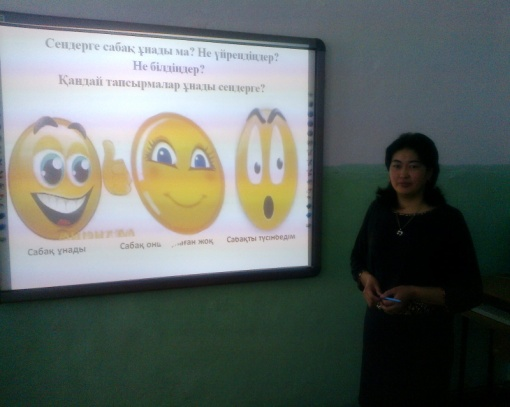 Сендерге сабақ ұнады ма? Не үйрендіңдер?
Не білдіңдер?
Қандай тапсырмалар ұнады сендерге?
Сабақ ұнады
Сабақ жоқ
Сабақты түсінбедім